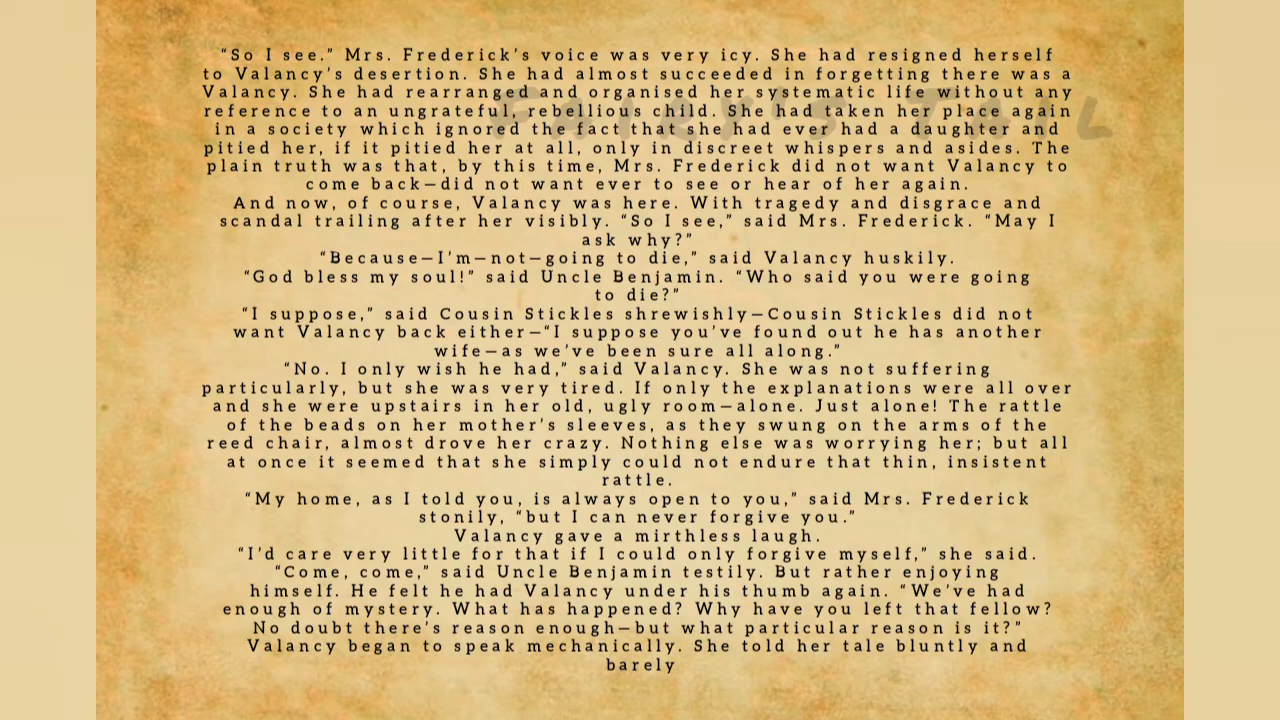 “So I see.” Mrs. Frederick’s voice was very icy. She had resigned herself
to Valancy’s desertion. She had almost succeeded in forgetting there was a
Valancy. She had rearranged and organised her systematic life without any
reference to an ungrateful, rebellious child. She had taken her place again
in a society which ignored the fact that she had ever had a daughter and
pitied her, if it pitied her at all, only in discreet whispers and asides. The
plain truth was that, by this time, Mrs. Frederick did not want Valancy to
come back—did not want ever to see or hear of her again.
And now, of course, Valancy was here. With tragedy and disgrace and
scandal trailing after her visibly. “So I see,” said Mrs. Frederick. “May I
ask why?”
“Because—I’m—not—going to die,” said Valancy huskily.
“God bless my soul!” said Uncle Benjamin. “Who said you were going
to die?”
“I suppose,” said Cousin Stickles shrewishly—Cousin Stickles did not
want Valancy back either—“I suppose you’ve found out he has another
wife—as we’ve been sure all along.”
“No. I only wish he had,” said Valancy. She was not suffering
particularly, but she was very tired. If only the explanations were all over
and she were upstairs in her old, ugly room—alone. Just alone! The rattle
of the beads on her mother’s sleeves, as they swung on the arms of the
reed chair, almost drove her crazy. Nothing else was worrying her; but all
at once it seemed that she simply could not endure that thin, insistent
rattle.
“My home, as I told you, is always open to you,” said Mrs. Frederick
stonily, “but I can never forgive you.”
Valancy gave a mirthless laugh.
“I’d care very little for that if I could only forgive myself,” she said.
“Come, come,” said Uncle Benjamin testily. But rather enjoying
himself. He felt he had Valancy under his thumb again. “We’ve had
enough of mystery. What has happened? Why have you left that fellow?
No doubt there’s reason enough—but what particular reason is it?”
Valancy began to speak mechanically. She told her tale bluntly and
barely